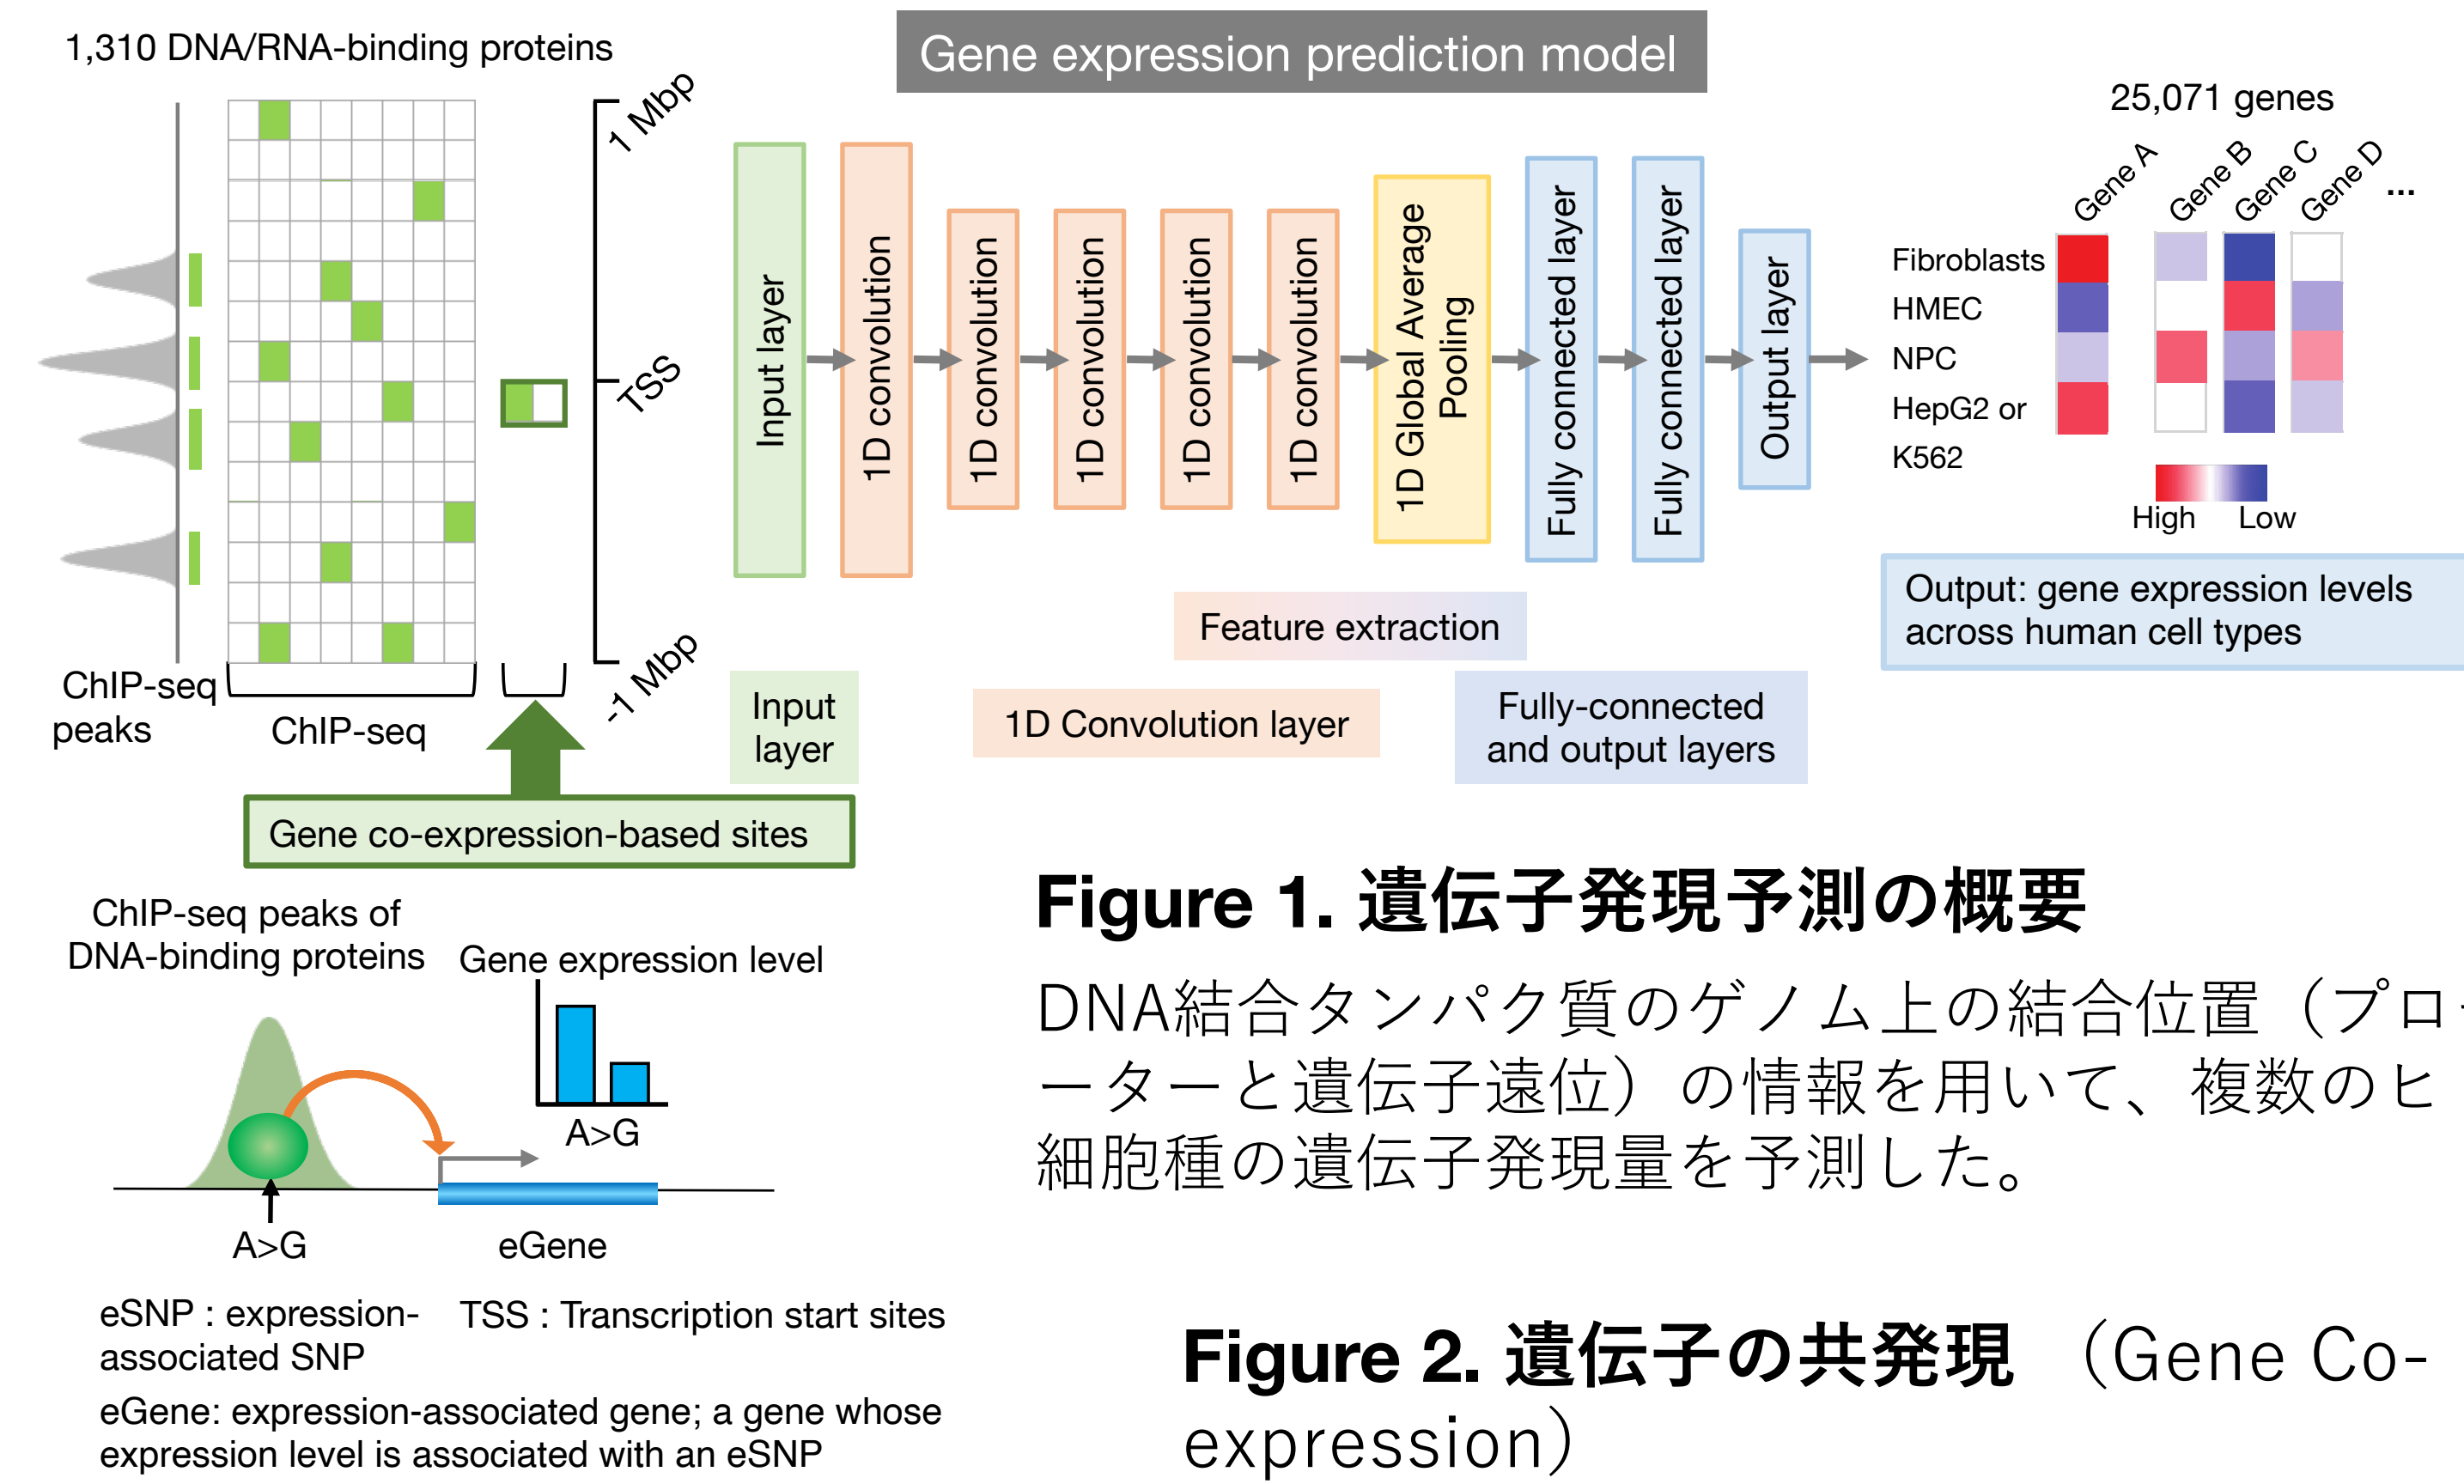 1,310 DNA/RNA-binding proteins
Gene expression prediction model
1 Mbp
TSS
-1 Mbp
ChIP-seq
peaks
ChIP-seq
Input layer
1D convolution
1D convolution
1D convolution
1D convolution
1D convolution
1D Global Average
Pooling
Fully connected layer
Fully connected layer
Output layer
25,071 genes
Gene A
Gene B
Gene C
Gene D
...
Fibroblasts
HMEC
NPC
HepG2 or
K562
High Low
Output: gene expression levels
across human cell types
Feature extraction
Input
layer
1D Convolution layer
Fully-connected
and output layers
Gene co-expression-based sites
ChIP-seq peaks of
DNA-binding proteins
Gene expression level
A>G
A>G
eGene
eSNP : expression-
associated SNP
TSS : Transcription start sites
eGene: expression-associated gene; a gene whose
expression level is associated with an eSNP
Figure 1. 遺伝子発現予測の概要
DNA結合タンパク質のゲノム上の結合位置（プロ
ーターと遺伝子遠位）の情報を用いて、複数のヒ
細胞種の遺伝子発現量を予測した。
Figure 2. 遺伝子の共発現 （Gene Co-
expression）